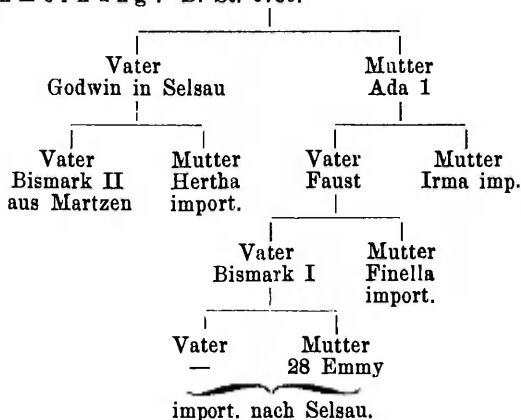 B. St.
Vater Mutter
Godwin in Selsau Ada 1
Vater Mutter Vater Mutter
Bismark II Hertha Faust Irma imp.
aus Martzen import.
Vater Mutter
Bismark I Finella
import.
Vater Mutter
— 28 Emmy
import. nach Selsau.